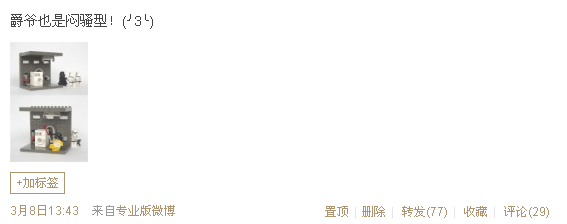 爵爷也是闷骚型！(╯3╰)
+加标签
3月8日13:43 来自专业版微博
置顶 | 删除 | 转发(77) | 收藏 | 评论(29)